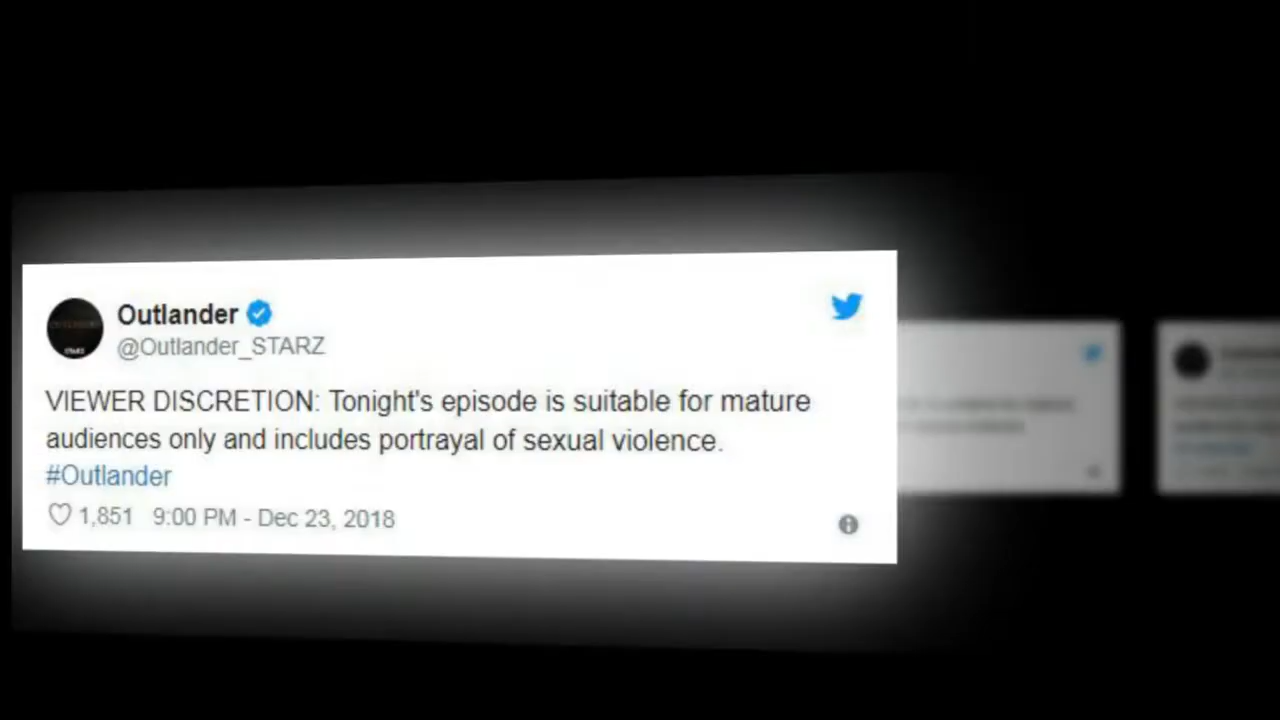 Outlander
@Outlander_STARZ
VIEWER DISCRETION: Tonight's episode is suitable for mature
audiences only and includes portrayal of sexual violence.
#Outlander
1,851 9:00 PM - Dec 23, 2018